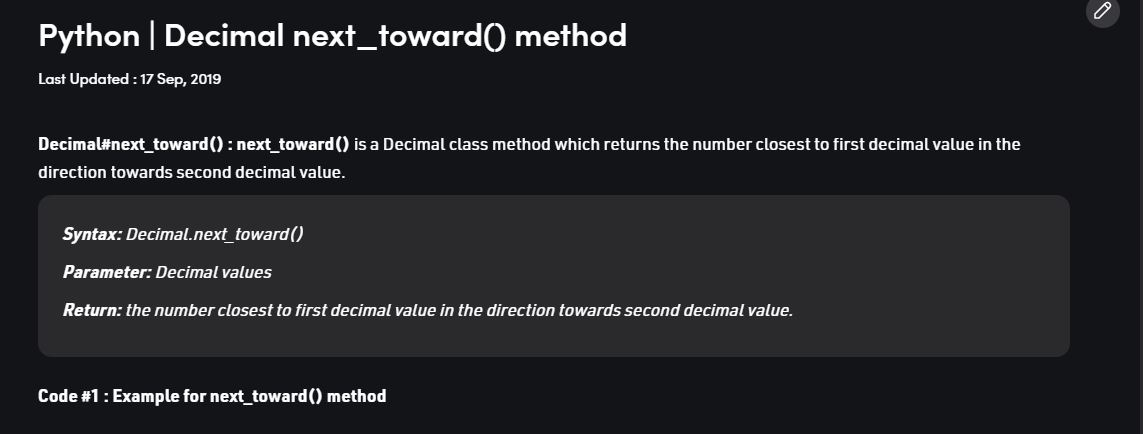 Python | Decimal next_toward() method
Last Updated : 17 Sep, 2019
Decimal#next_toward() : next_toward() is a Decimal class method which returns the number closest to first decimal value in the
direction towards second decimal value.
Syntax: Decimal.next_toward()
Parameter: Decimal values
Return: the number closest to first decimal value in the direction towards second decimal value.
Code #1 : Example for next_toward() method